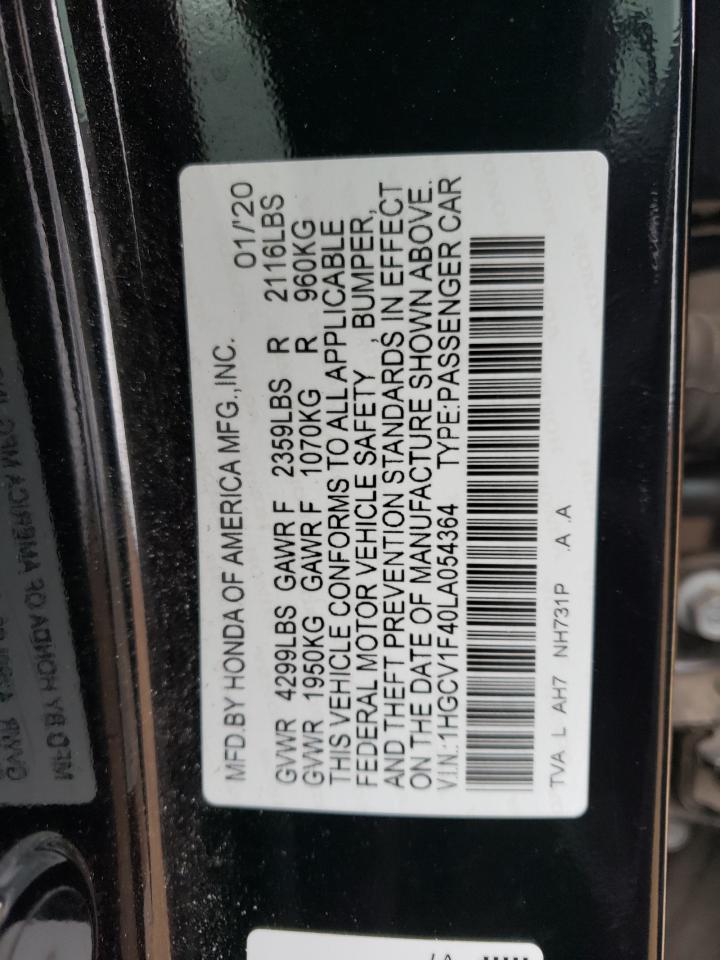 MFD.BY HONDA OF AMERICA MFG.,INC. 01/'20
GVWR 4299LBS GAWR F 2359LBS R 2116LBS
GVWR 1950KG GAWR F 1070KG R 960KG
THIS VEHICLE CONFORMS TO ALL APPLICABLE
FEDERAL MOTOR VEHICLE SAFETY , BUMPER,
AND THEFT PREVENTION STANDARDS IN EFFECT
ON THE DATE OF MANUFACTURE SHOWN ABOVE.
V.I.N.:1HGCV1F40LA054364 TYPE:PASSENGER CAR
TVA L AH7 NH731P .A .A